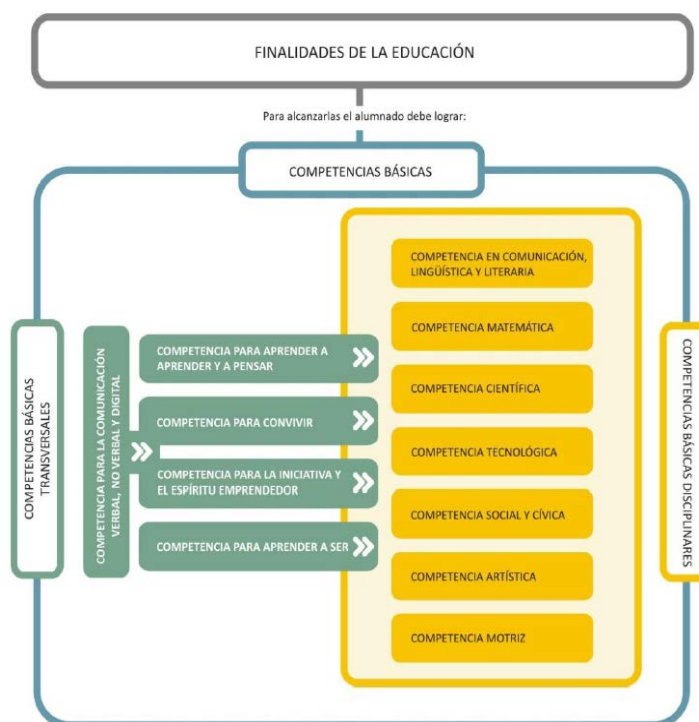 FINALIDADES DE LA EDUCACIÓN
Para alcanzarlas el alumnado debe lograr:
COMPETENCIAS BÁSICAS
COMPETENCIAS BÁSICAS
TRANSVERSALES
COMPETENCIA PARA LA COMUNICACIÓN
VERBAL, NO VERBAL Y DIGITAL
COMPETENCIA PARA APRENDER A
APRENDER Y A PENSAR
COMPETENCIA PARA CONVIVIR
COMPETENCIA PARA LA INICIATIVA Y
EL ESPÍRITU EMPRENDEDOR
COMPETENCIA PARA APRENDER A SER
COMPETENCIA EN COMUNICACIÓN,
LINGÜÍSTICA Y LITERARIA
COMPETENCIA MATEMÁTICA
COMPETENCIA CIENTÍFICA
COMPETENCIA TECNOLÓGICA
COMPETENCIA SOCIAL Y CÍVICA
COMPETENCIA ARTÍSTICA
COMPETENCIA MOTRIZ
COMPETENCIAS BÁSICAS DISCIPLINARES